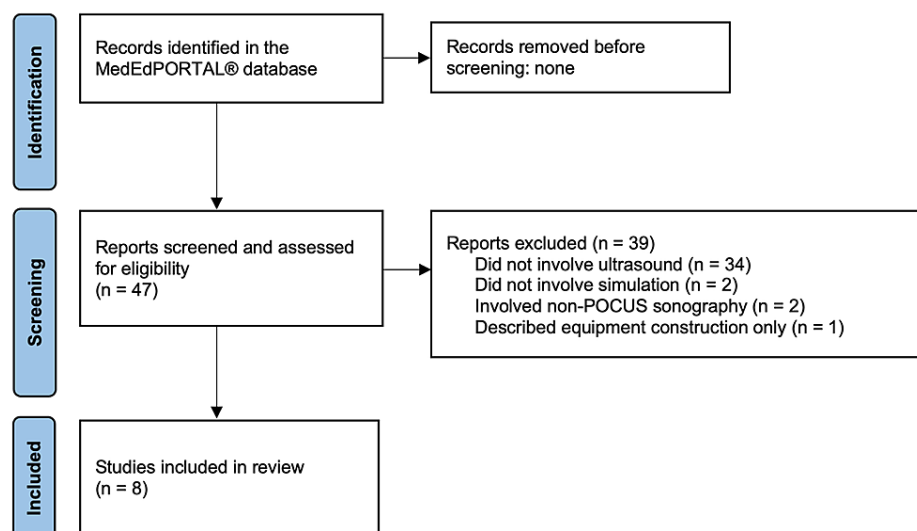 Identification
Records identified in the
MedEdPORTAL® database
Records removed before
screening: none
Screening
Reports screened and assessed
for eligibility
(n = 47)
Reports excluded (n = 39)
Did not involve ultrasound (n = 34)
Did not involve simulation (n = 2)
Involved non-POCUS sonography (n = 2)
Described equipment construction only (n = 1)
Included
Studies included in review
(n = 8)